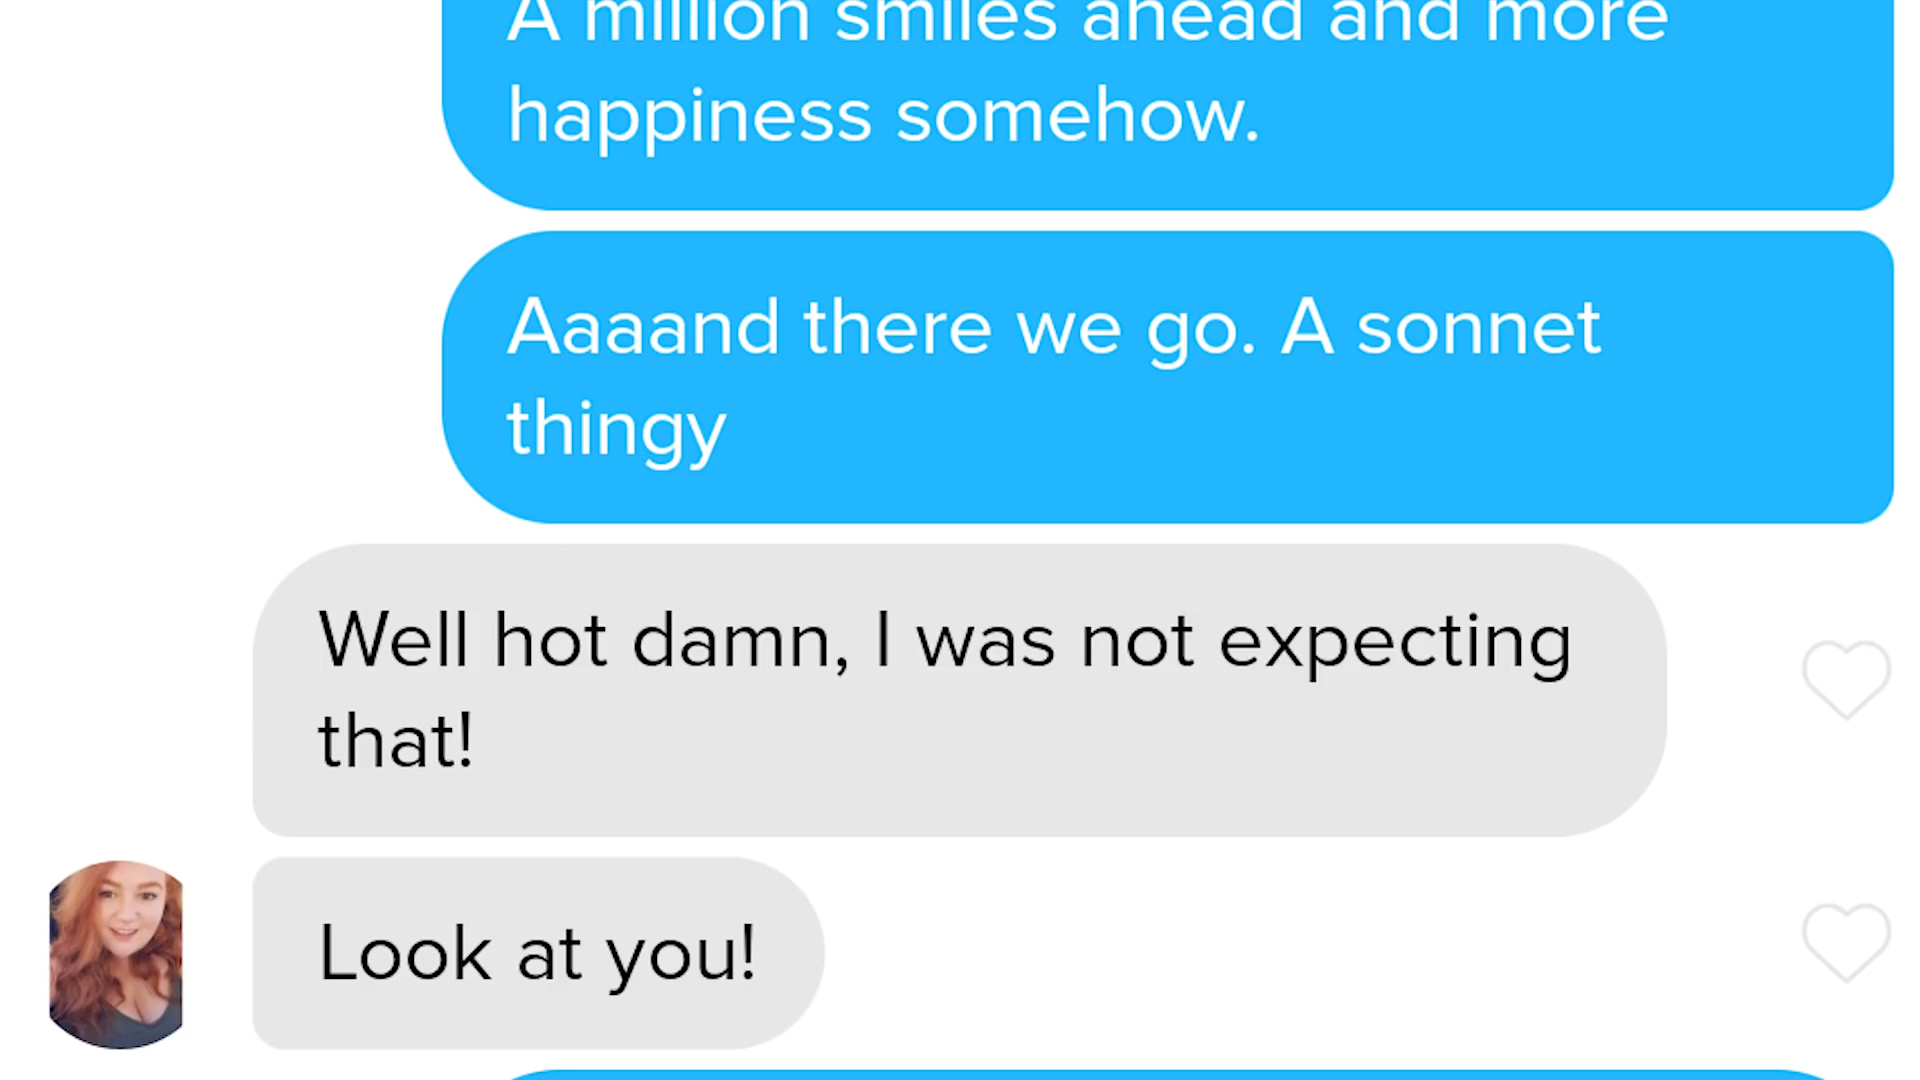 A million smiles ahead and more
happiness somehow.
Aaaand there we go. A sonnet
thingy
Well hot damn, I was not expecting
that!
Look at you!